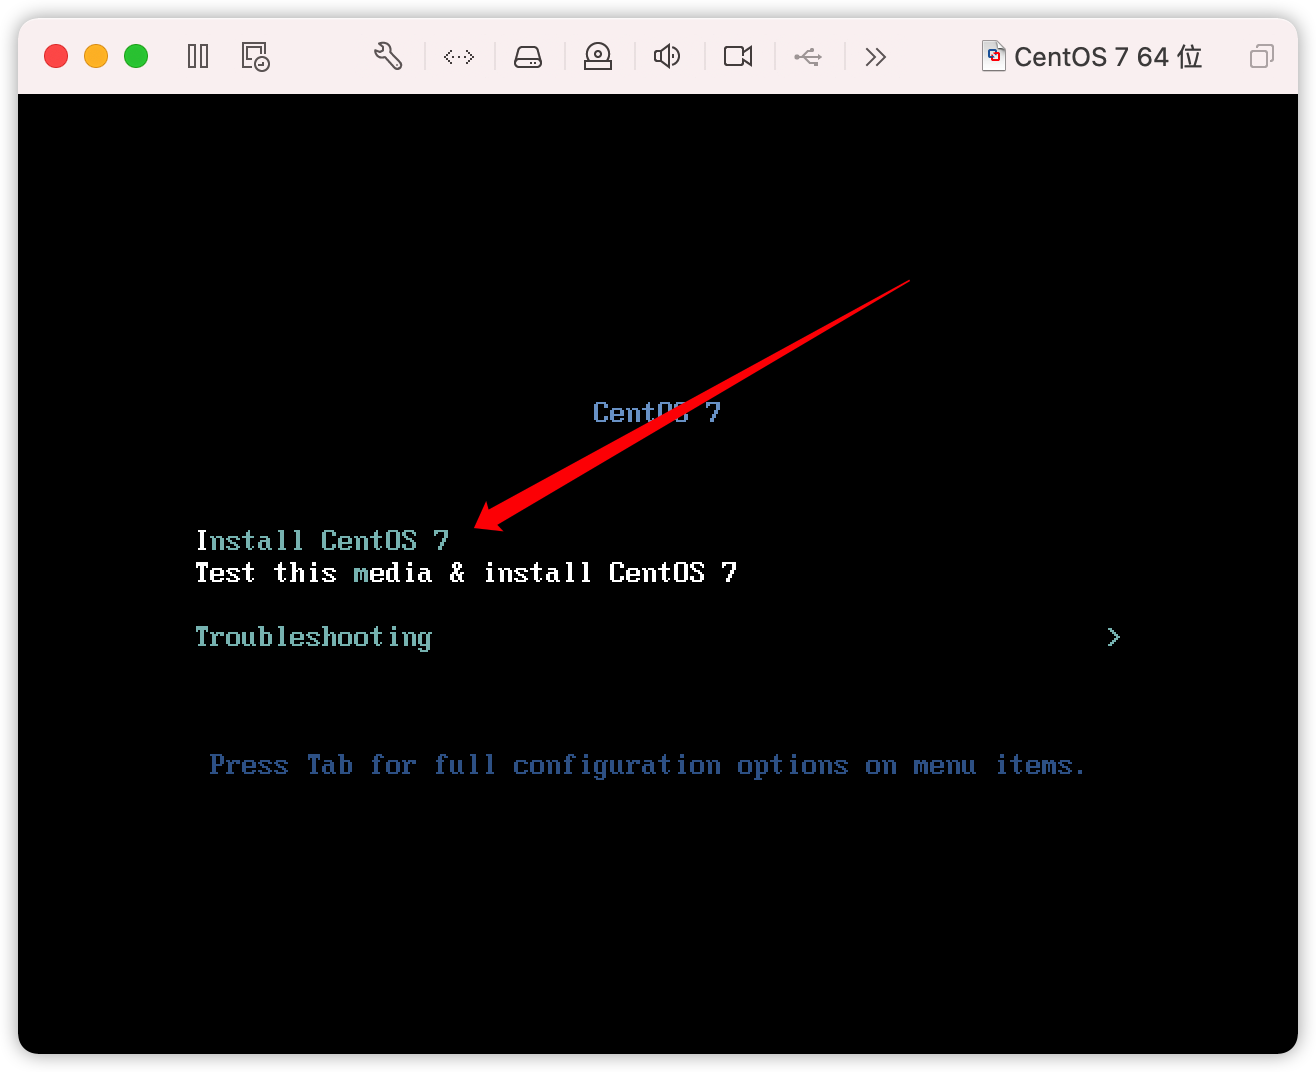 CentOS 7 64 位
CentOS 7
Install CentOS 7
Test this media & install CentOS 7
Troubleshooting >
Press Tab for full configuration options on menu items.